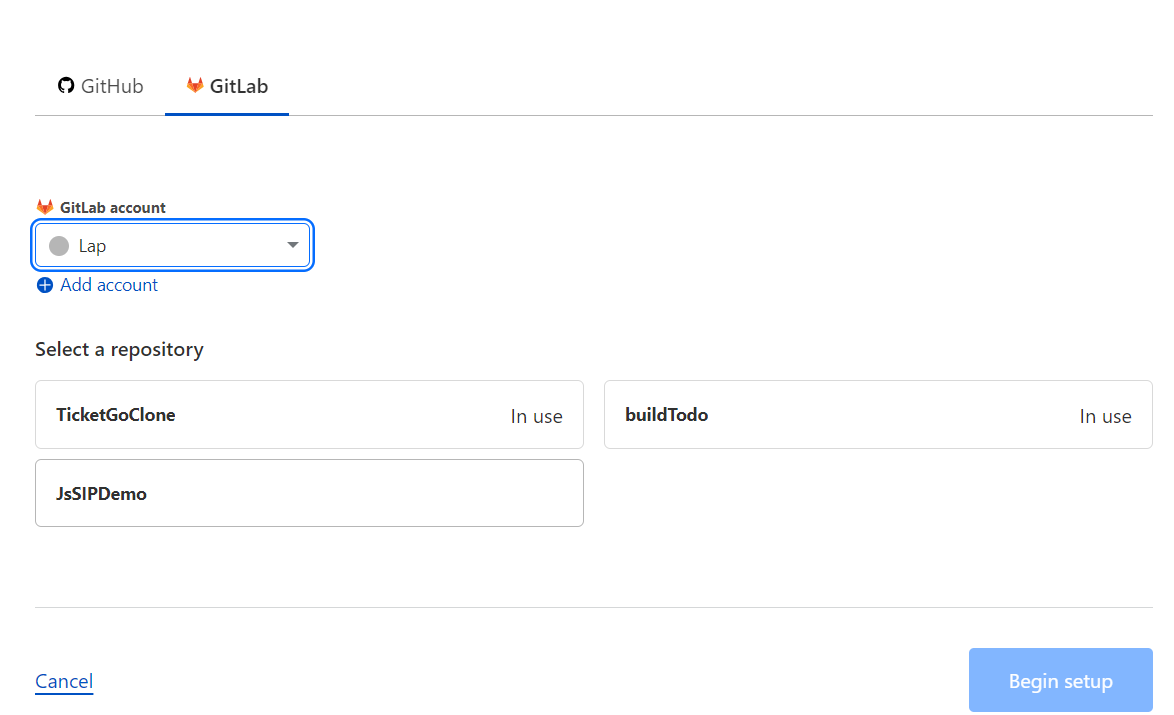 GitHub GitLab
GitLab account
Lap
Add account
Select a repository
TicketGoClone In use
buildTodo In use
JsSIPDemo
Cancel Begin setup